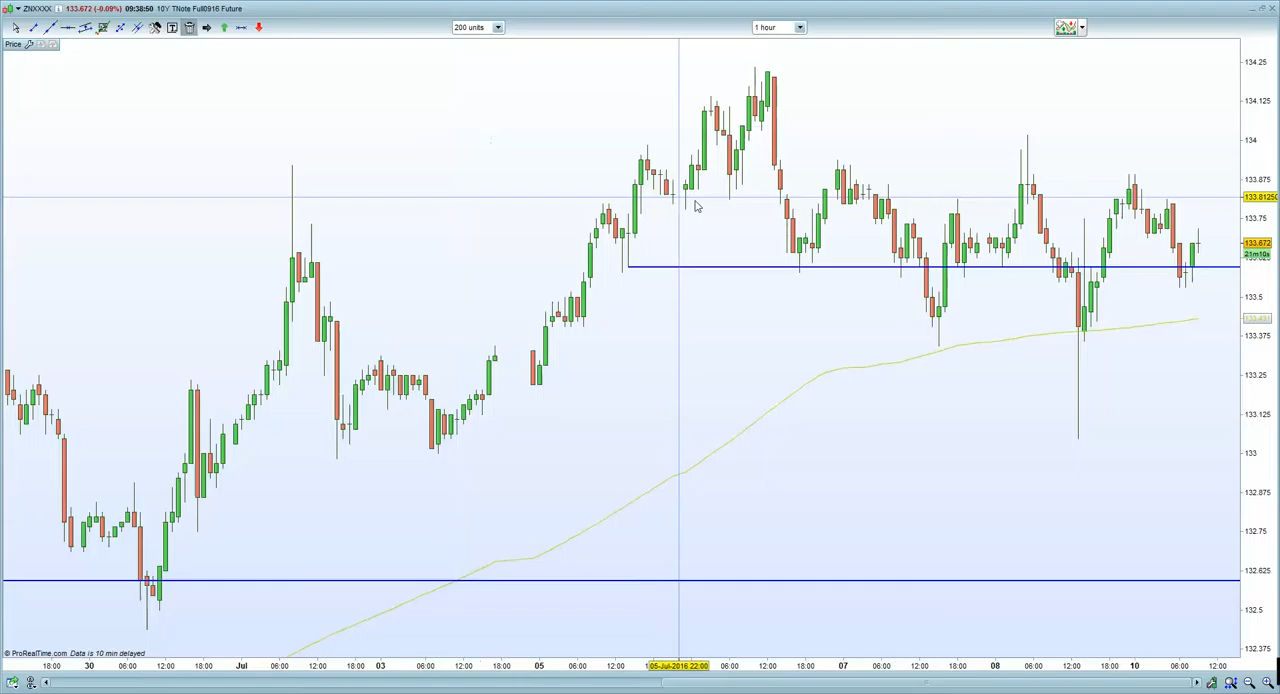 ZNXXXX 133.672 (-0.09%) 09:38:50 10Y TNote Full0916 Future
200 units
1 hour
Price
134.25
134.125
134
133.875
133.81250
133.75
133.672
21m10s
133.5
133.375
133.25
133.125
133
132.875
132.75
132.625
132.5
132.375
© ProRealTime.com Data is 10 min delayed
18:00 30 06:00 12:00 18:00 Jul 06:00 12:00 18:00 03 06:00 12:00 18:00 05 06:00 05-Jul-2016 22:00 06:00 12:00 18:00 07 06:00 12:00 18:00 08 06:00 12:00 18:00 10 06:00 12:00